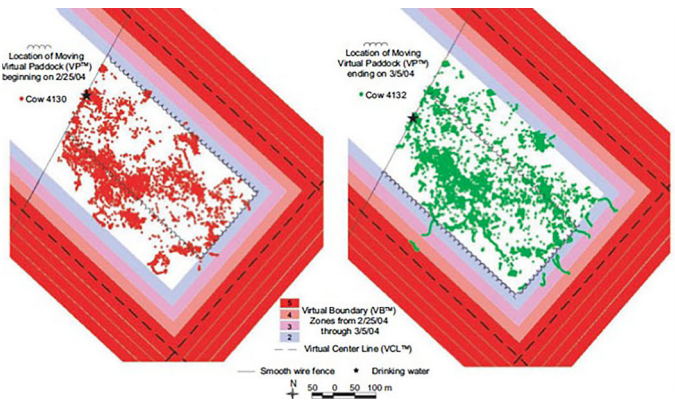 Location of Moving
Virtual Paddock (VP™)
beginning on 2/25/04
Cow 4130
Location of Moving
Virtual Paddock (VP™)
ending on 3/5/04
Cow 4132
5
4
3
2
Virtual Boundary (VB™)
Zones from 2/25/04
through 3/5/04
Virtual Center Line (VCL™)
Smooth wire fence
Drinking water
N
50 0 50 100 m